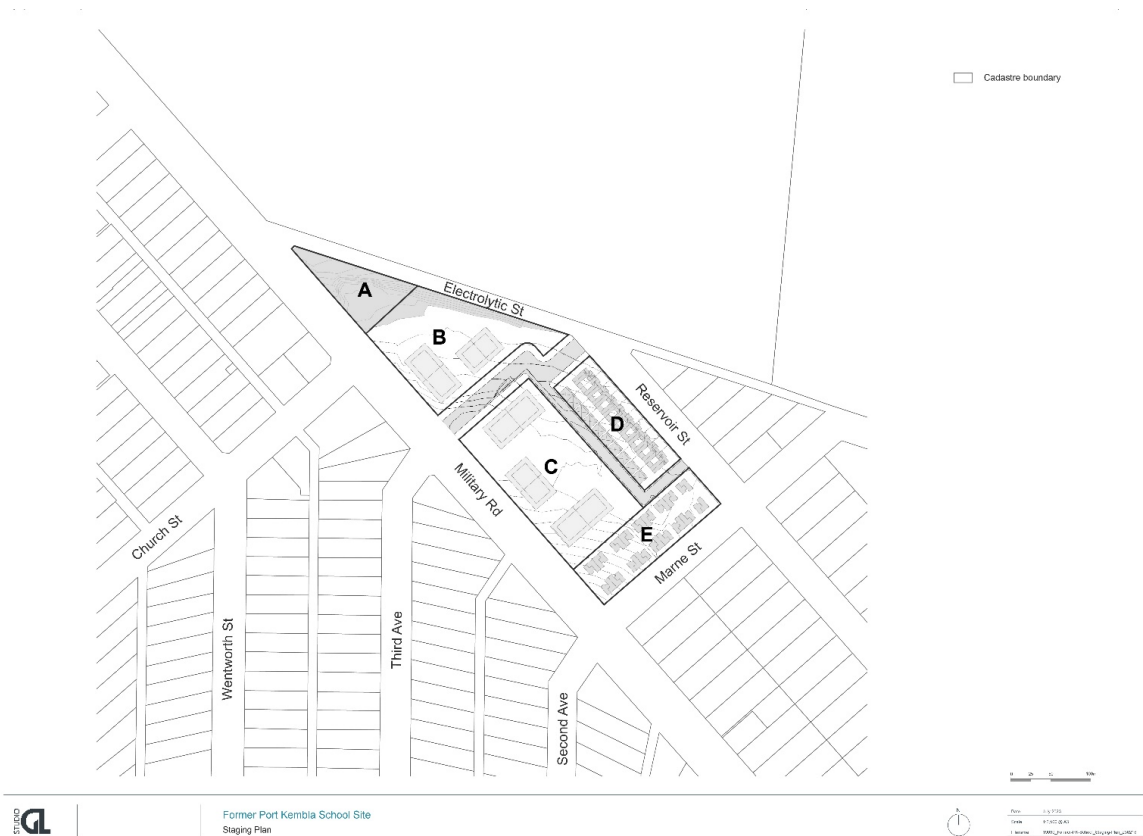 Cadastre boundary
A
Electrolytic St
B
Reservoir St
D
C
Military Rd
E
Marne St
Church St
Wentworth St
Third Ave
Second Ave
STUDIO
GL
Former Port Kembla School Site
Staging Plan